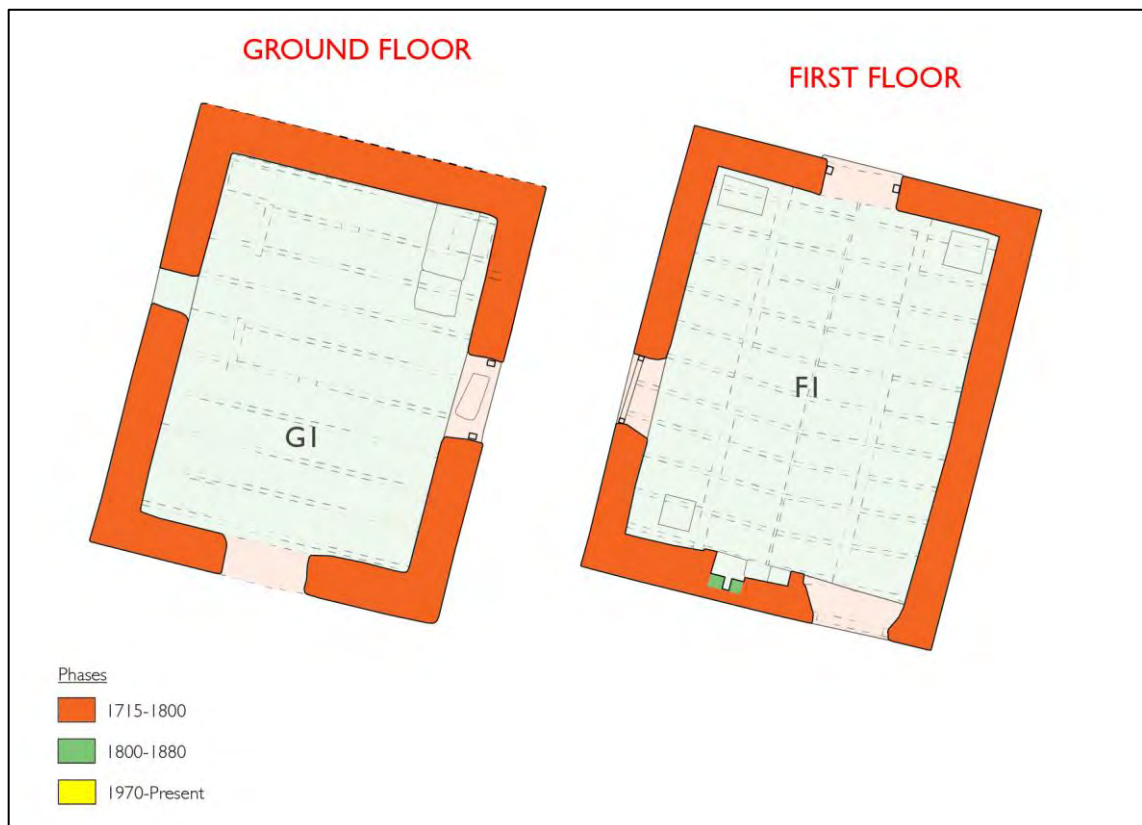 GROUND FLOOR
FIRST FLOOR
G1
F1
Phases
1715-1800
1800-1880
1970-Present